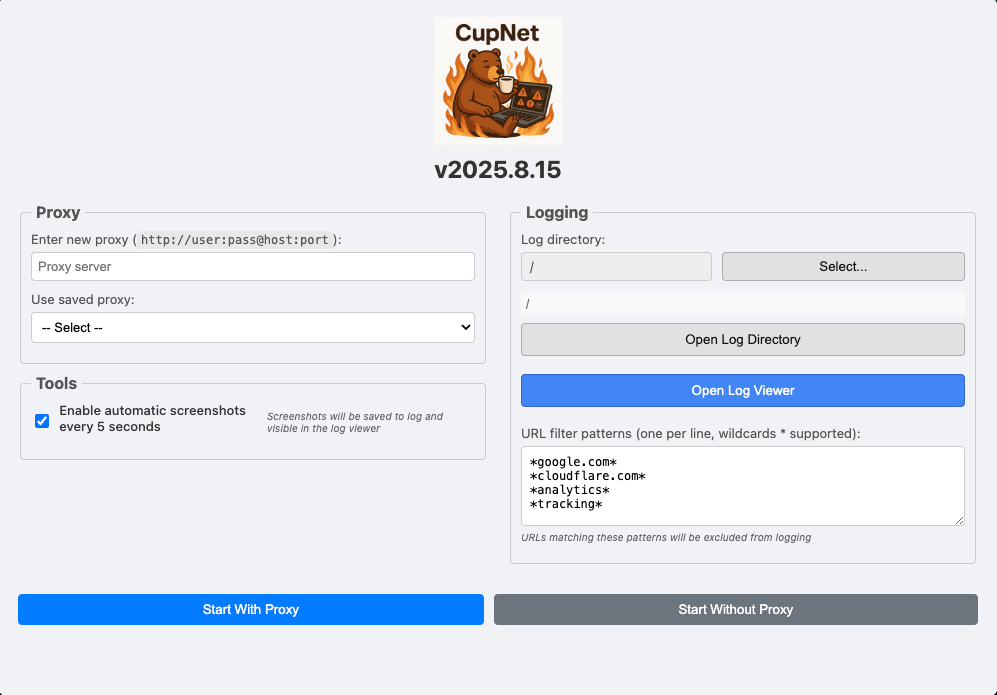 CupNet
v2025.8.15
Proxy
Enter new proxy ( http://user:pass@host:port ):
Proxy server
Use saved proxy:
-- Select --
Tools
Enable automatic screenshots
every 5 seconds
Screenshots will be saved to log and
visible in the log viewer
Logging
Log directory:
/
Select...
/
Open Log Directory
Open Log Viewer
URL filter patterns (one per line, wildcards * supported):
*google.com*
*cloudflare.com*
*analytics*
*tracking*
URLs matching these patterns will be excluded from logging
Start With Proxy
Start Without Proxy